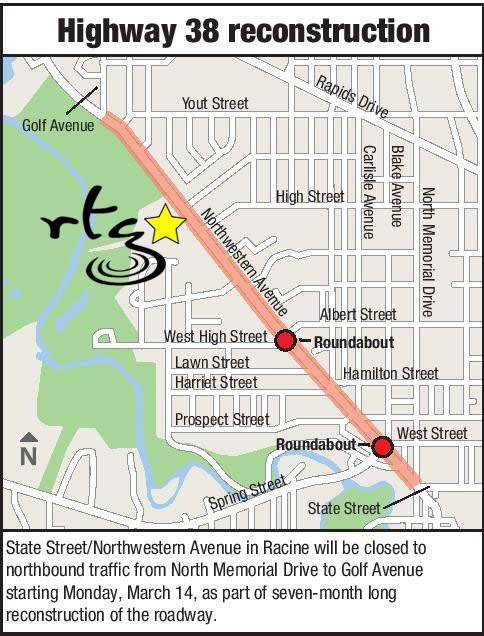 Highway 38 reconstruction
Rapids Drive
Yout Street
Golf Avenue
Carlisle Avenue
Blake Avenue
North Memorial Drive
High Street
rtg
Northwestern Avenue
Albert Street
West High Street
Roundabout
Lawn Street
Hamilton Street
Harriet Street
Prospect Street
West Street
Roundabout
N
Spring Street
State Street
State Street/Northwestern Avenue in Racine will be closed to
northbound traffic from North Memorial Drive to Golf Avenue
starting Monday, March 14, as part of seven-month long
reconstruction of the roadway.